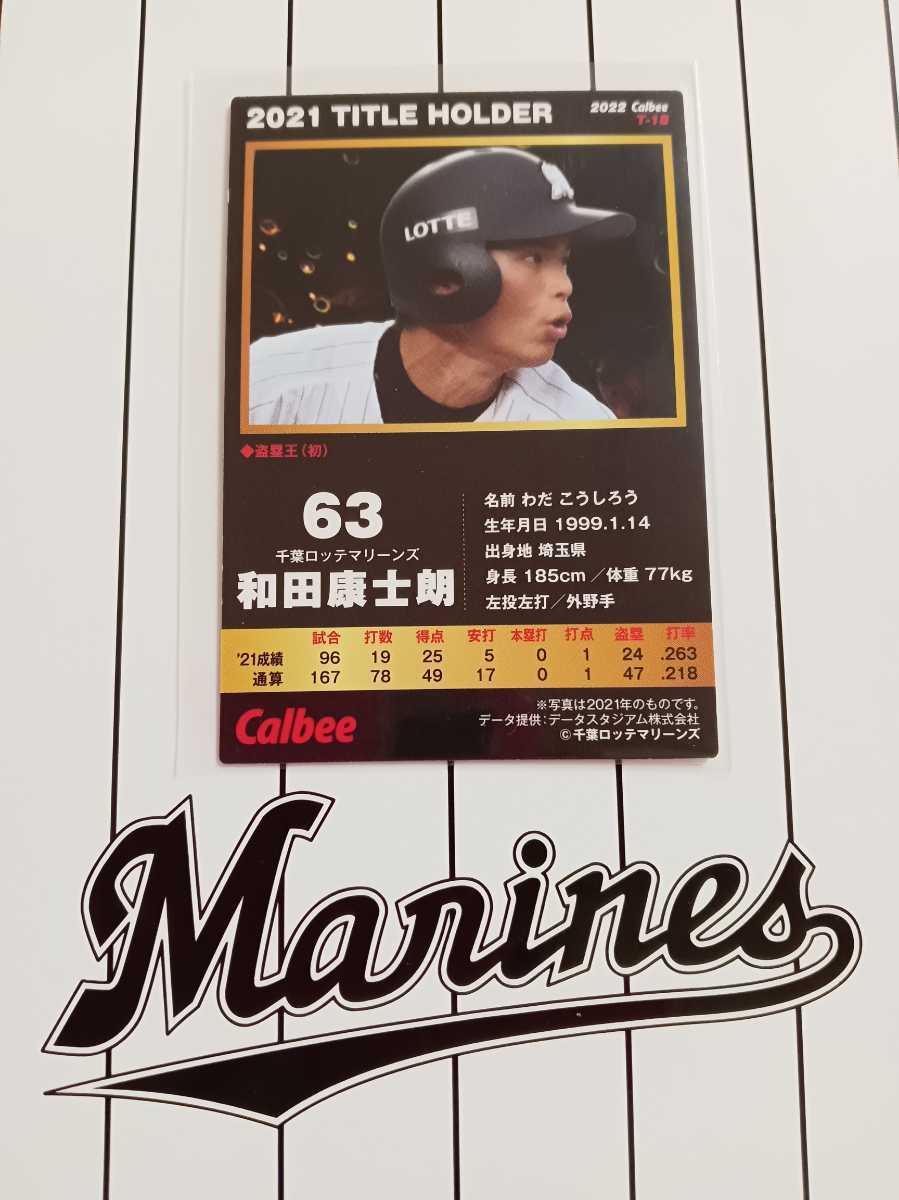 2021 TITLE HOLDER
2022 Calbee
T-18
LOTTE
M
◆盗塁王(初)
63
千葉ロッテマリーンズ
和田康士朗
名前 わだ こうしろう
生年月日 1999.1.14
出身地 埼玉県
身長 185cm/体重 77kg
左投左打/外野手
試合 打数 得点 安打 本塁打 打点 盗塁 打率
'21成績 96 19 25 5 0 1 24 .263
通算 167 78 49 17 0 1 47 .218
Calbee
※写真は2021年のものです。
データ提供:データスタジアム株式会社
©千葉ロッテマリーンズ
Marines